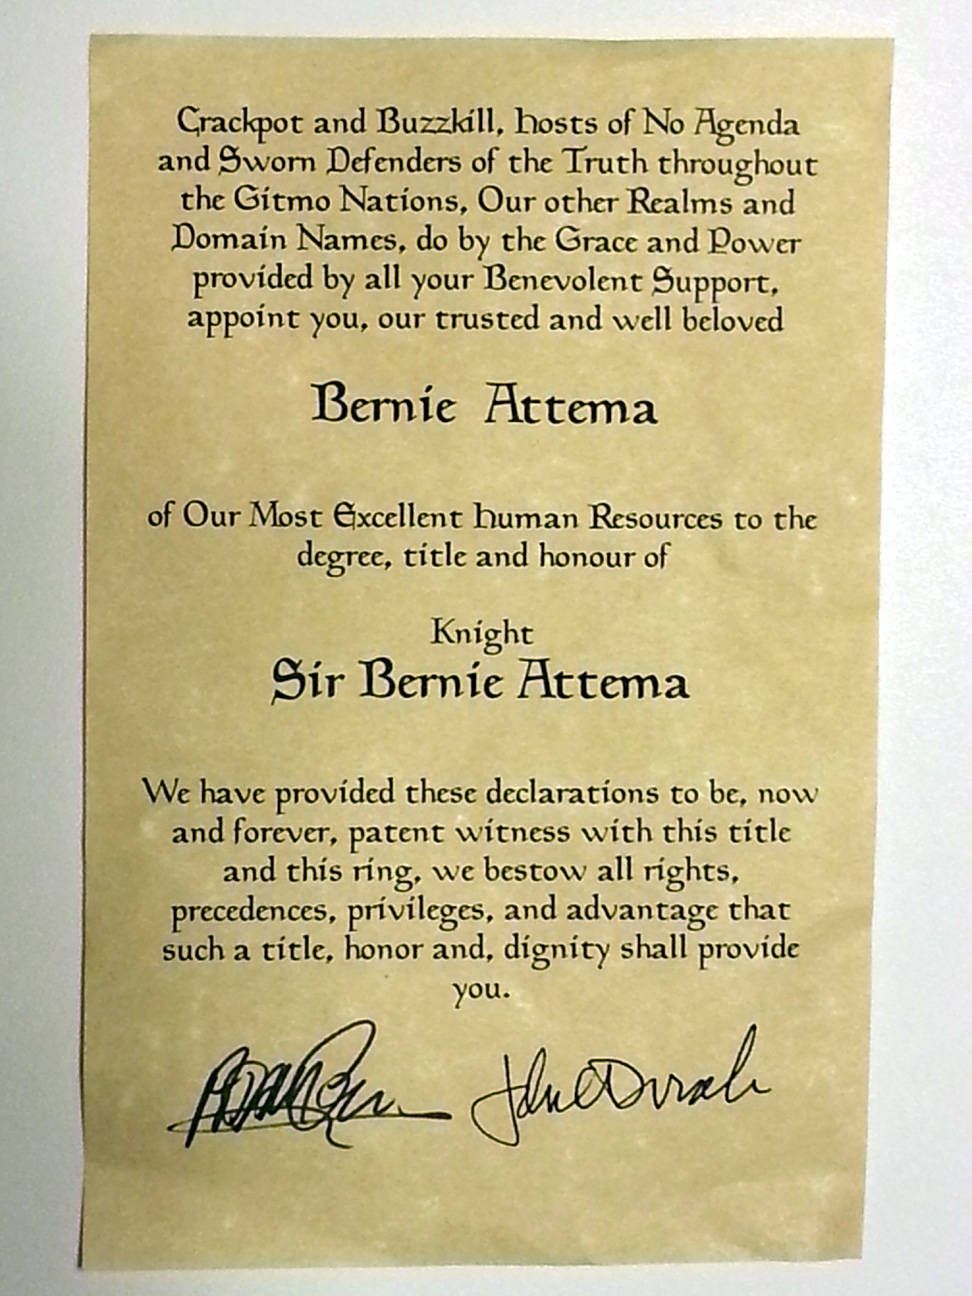 Crackpot and Buzzkill, hosts of No Agenda
and Sworn Defenders of the Truth throughout
the Gitmo Nations, Our other Realms and
Domain Names, do by the Grace and Power
provided by all your Benevolent Support,
appoint you, our trusted and well beloved
Bernie Attema
of Our Most Excellent human Resources to the
degree, title and honour of
Knight
Sir Bernie Attema
We have provided these declarations to be, now
and forever, patent witness with this title
and this ring, we bestow all rights,
precedences, privileges, and advantage that
such a title, honor and, dignity shall provide
you.